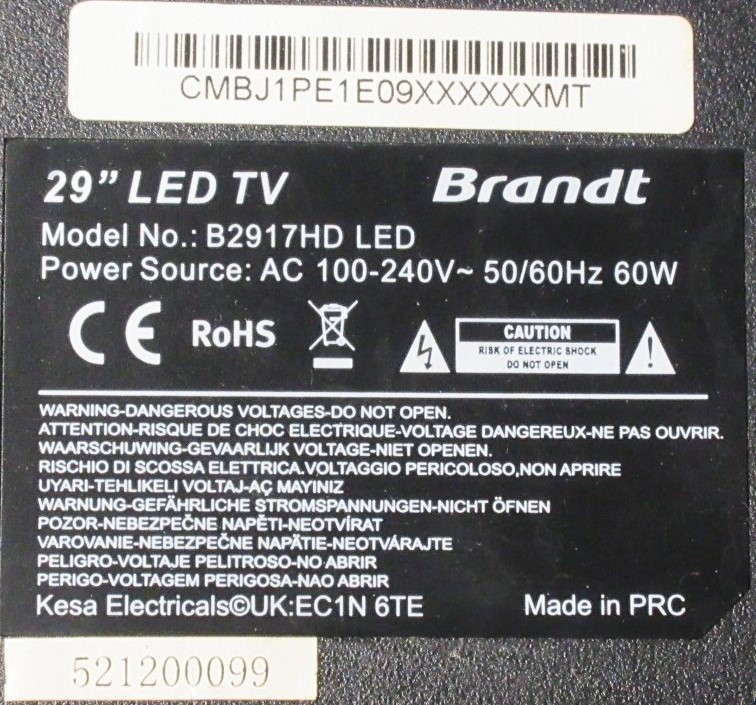 CMBJ1PE1E09XXXXXXMT
29” LED TV Brandt
Model No.: B2917HD LED
Power Source: AC 100-240V~ 50/60Hz 60W
CE RoHS CAUTION
RISK OF ELECTRIC SHOCK
DO NOT OPEN
WARNING-DANGEROUS VOLTAGES-DO NOT OPEN.
ATTENTION-RISQUE DE CHOC ELECTRIQUE-VOLTAGE DANGEREUX-NE PAS OUVRIR.
WAARSCHUWING-GEVAARLIJK VOLTAGE-NIET OPENEN.
RISCHIO DI SCOSSA ELETTRICA.VOLTAGGIO PERICOLOSO,NON APRIRE
UYARI-TEHLIKELI VOLTAJ-AÇ MAYINIZ
WARNUNG-GEFÄHRLICHE STROMSPANNUNGEN-NICHT ÖFNEN
POZOR-NEBEZPEČNE NAPĚTI-NEOTVÍRAT
VAROVANIE-NEBEZPEČNE NAPÄTIE-NEOTVÁRAJTE
PELIGRO-VOLTAJE PELITROSO-NO ABRIR
PERIGO-VOLTAGEM PERIGOSA-NAO ABRIR
Kesa Electricals©UK:EC1N 6TE Made in PRC
521200099